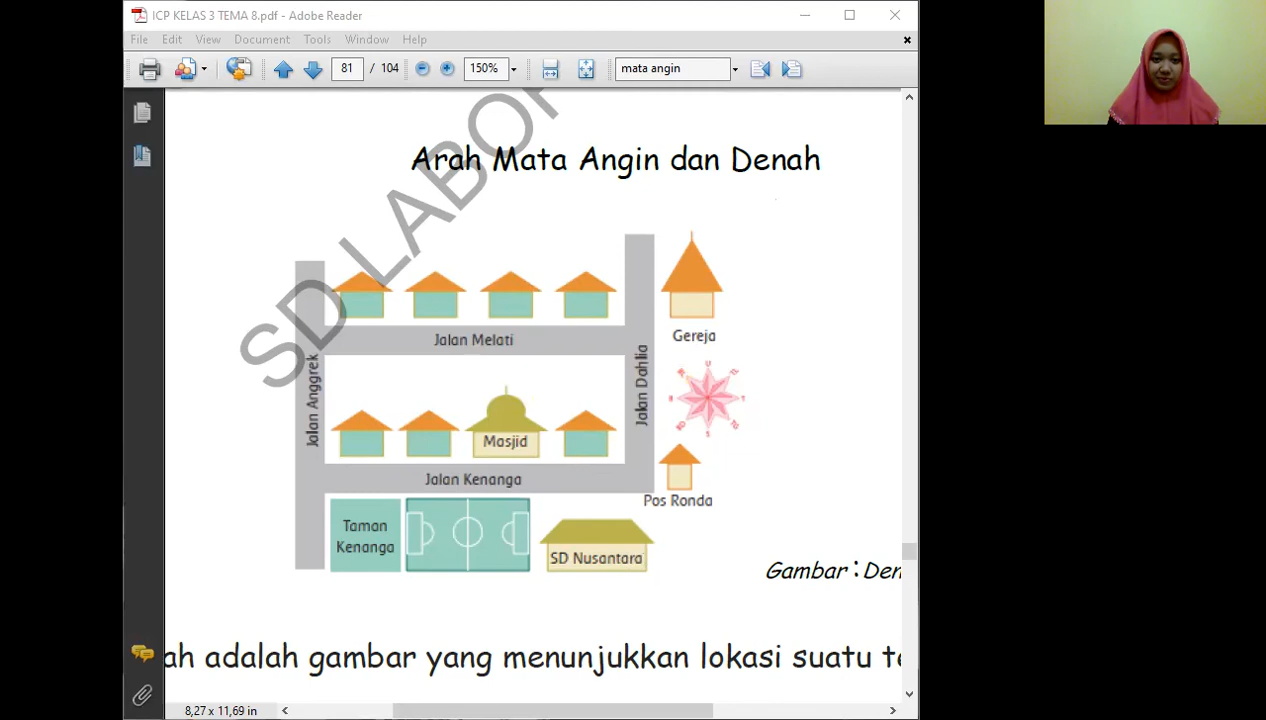 ICP KELAS 3 TEMA 8.pdf - Adobe Reader
File Edit View Document Tools Window Help
81 / 104 150% mata angin
SD LABOR
Arah Mata Angin dan Denah
Jalan Melati
Gereja
Jalan Anggrek
Jalan Dahlia
U
Masjid
Jalan Kenanga
Pos Ronda
Taman
Kenanga
SD Nusantara
Gambar : Den
ah adalah gambar yang menunjukkan lokasi suatu te
8,27 x 11,69 in